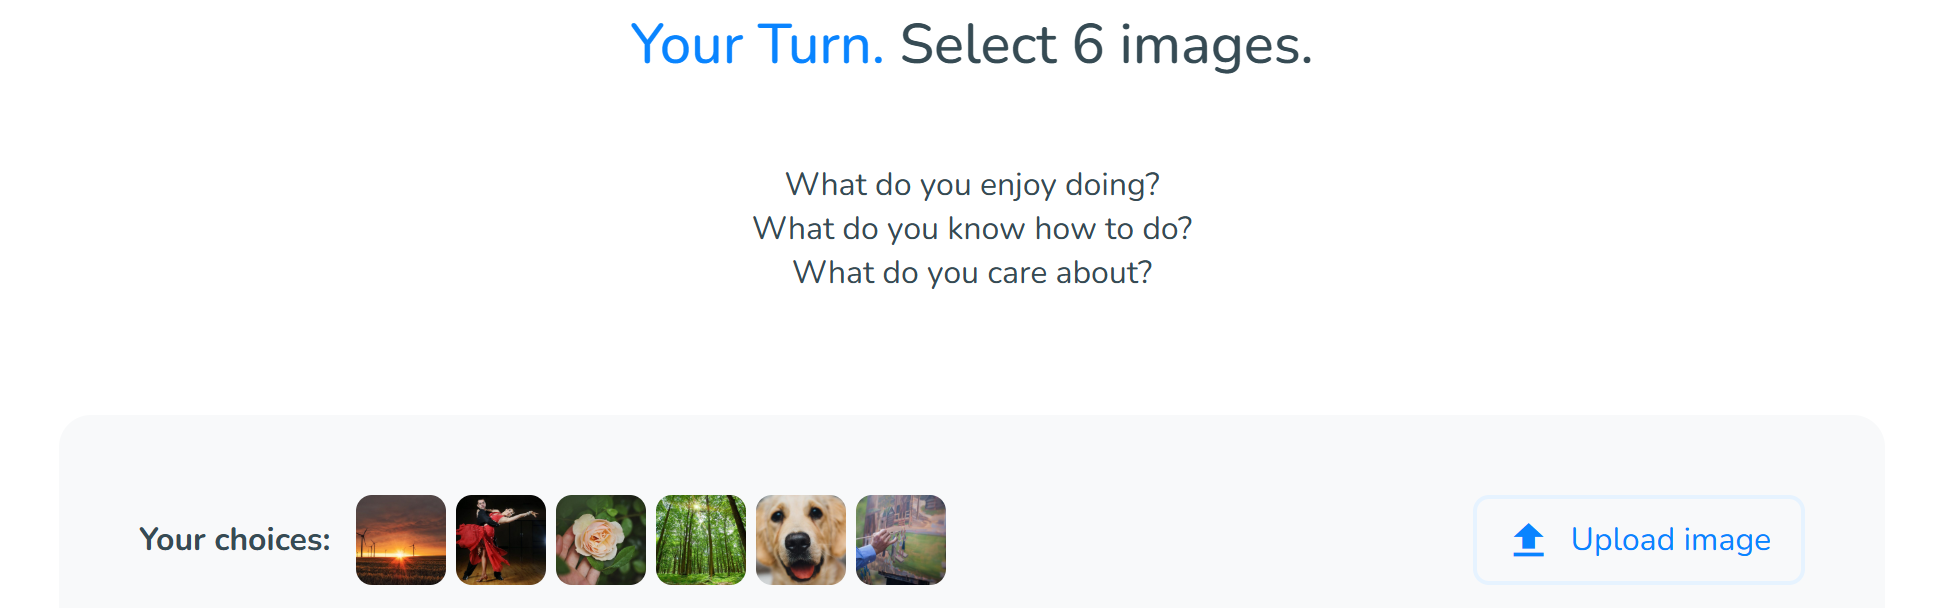 Your Turn. Select 6 images.
What do you enjoy doing?
What do you know how to do?
What do you care about?
Your choices:
Upload image